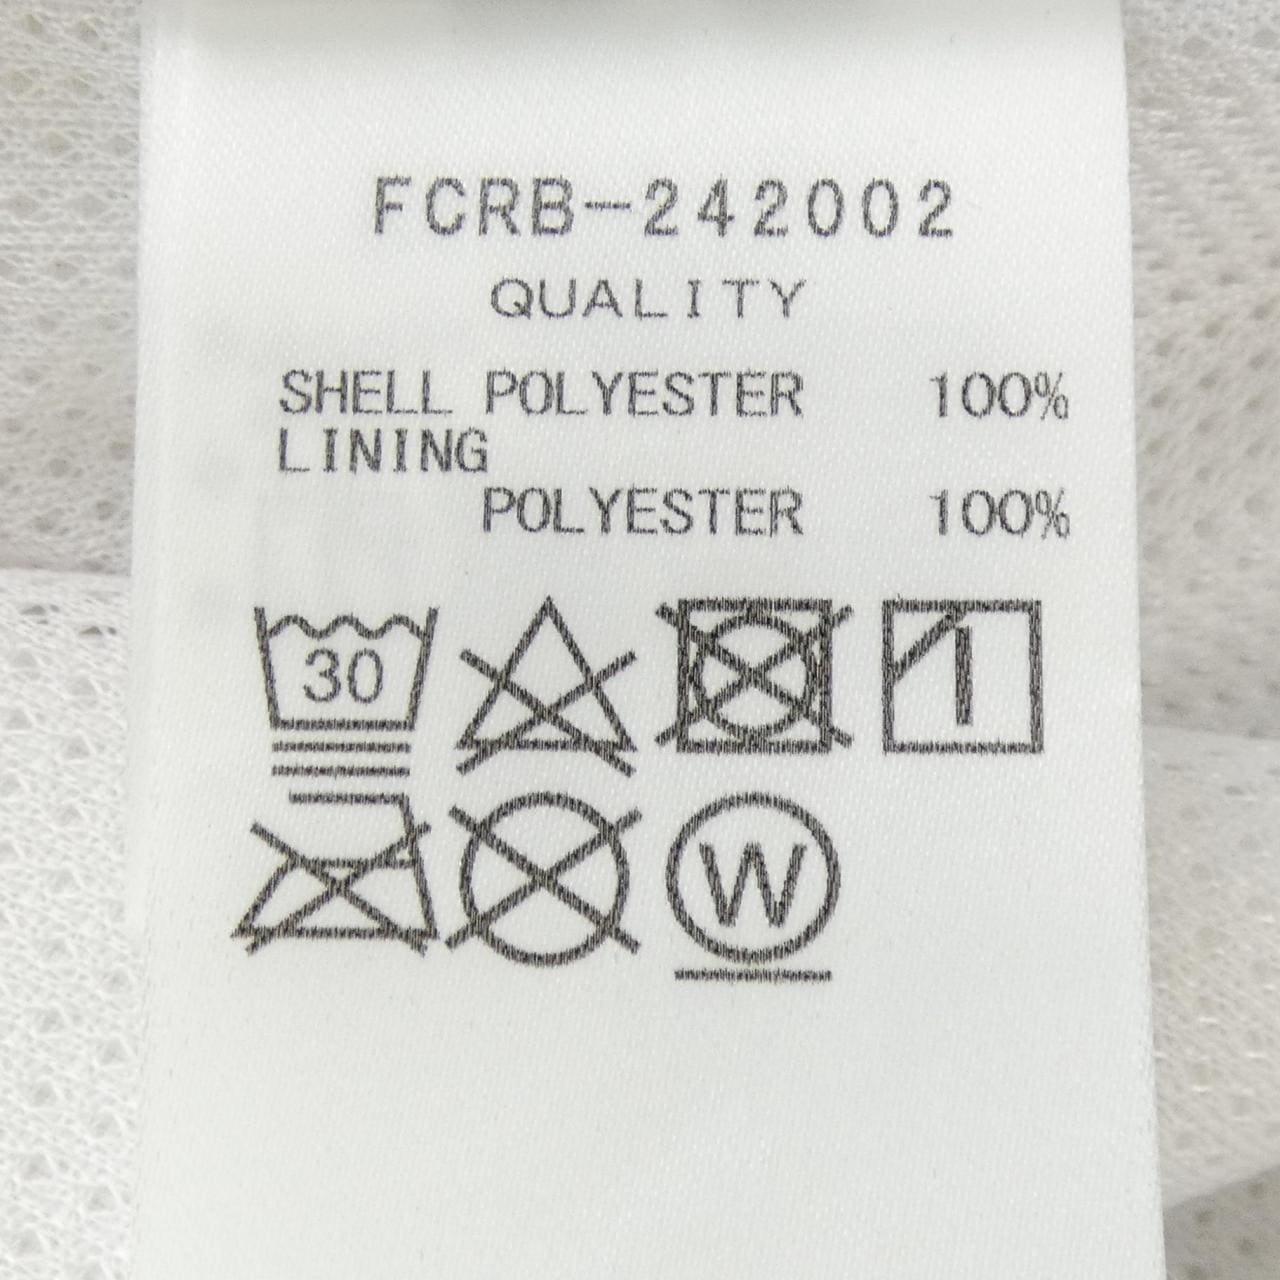 FCRB-242002
QUALITY
SHELL POLYESTER 100%
LINING
POLYESTER 100%
30
W